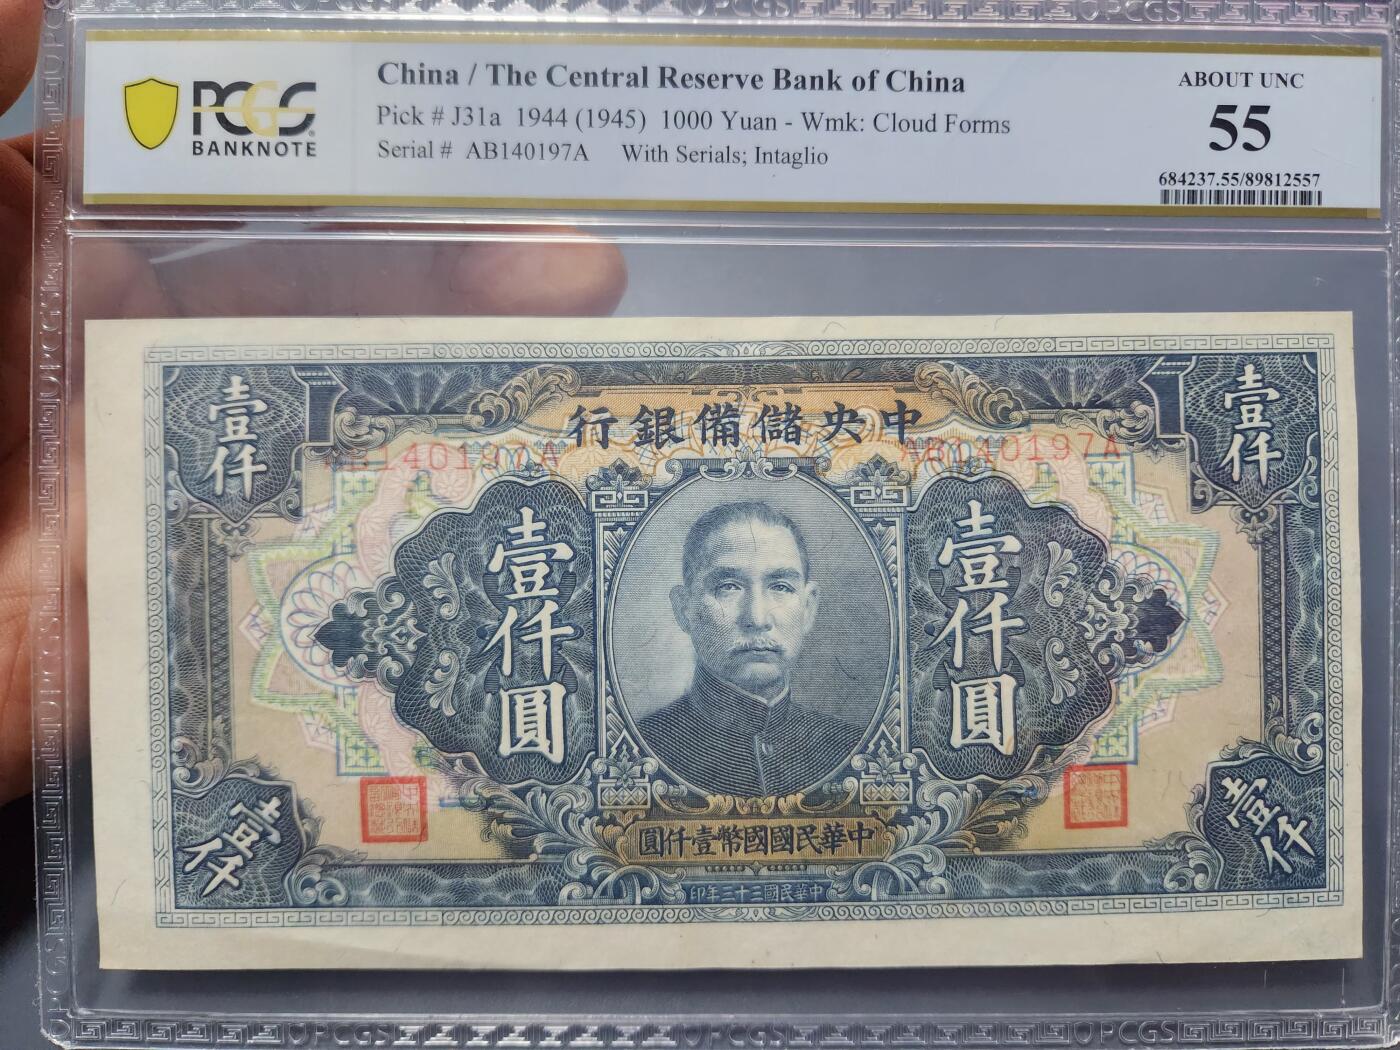 PCGS BANKNOTE
China / The Central Reserve Bank of China
Pick # J31a 1944 (1945) 1000 Yuan - Wmk: Cloud Forms
Serial # AB140197A With Serials; Intaglio
ABOUT UNC
55
684237.55/89812557
行銀備儲央中
壹仟
壹仟
AB140197A
AB140197A
壹仟圓
壹仟圓
壹仟
壹仟
圓仟壹幣國國民華中
印年三十三國民華中